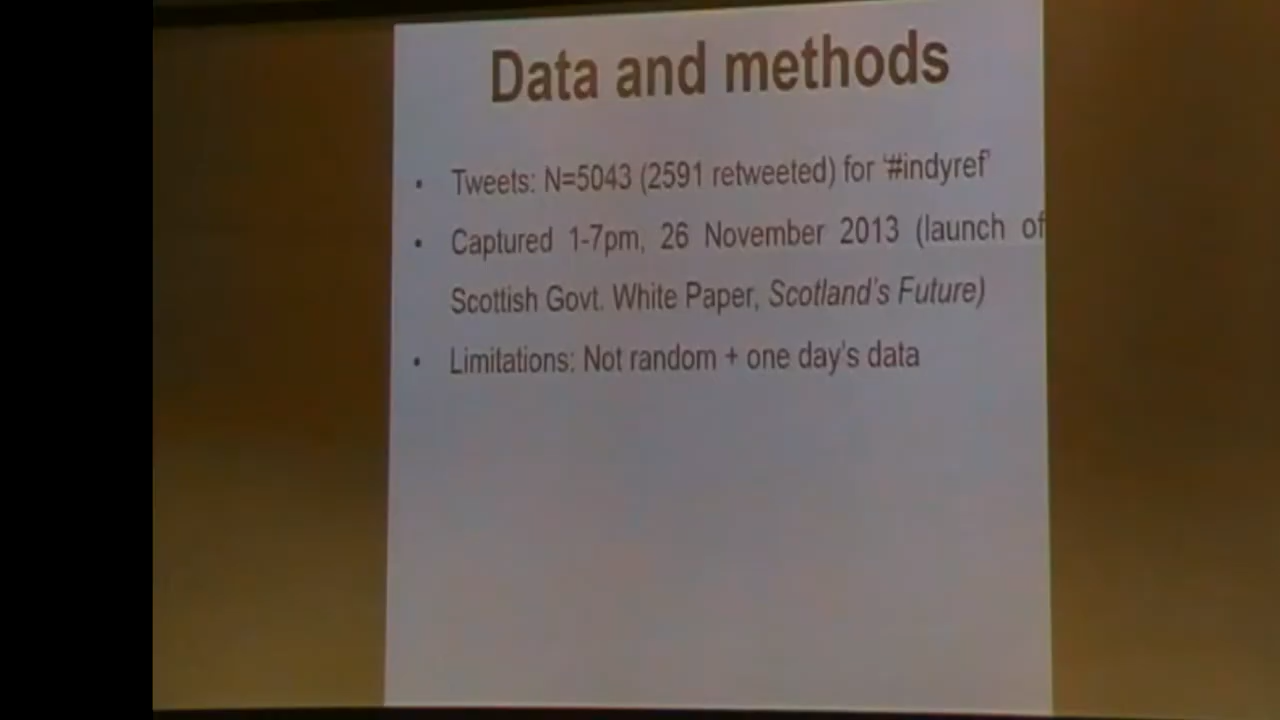 Data and methods
• Tweets: N=5043 (2591 retweeted) for '#indyref'
• Captured 1-7pm, 26 November 2013 (launch of
Scottish Govt. White Paper, Scotland's Future)
• Limitations: Not random + one day's data